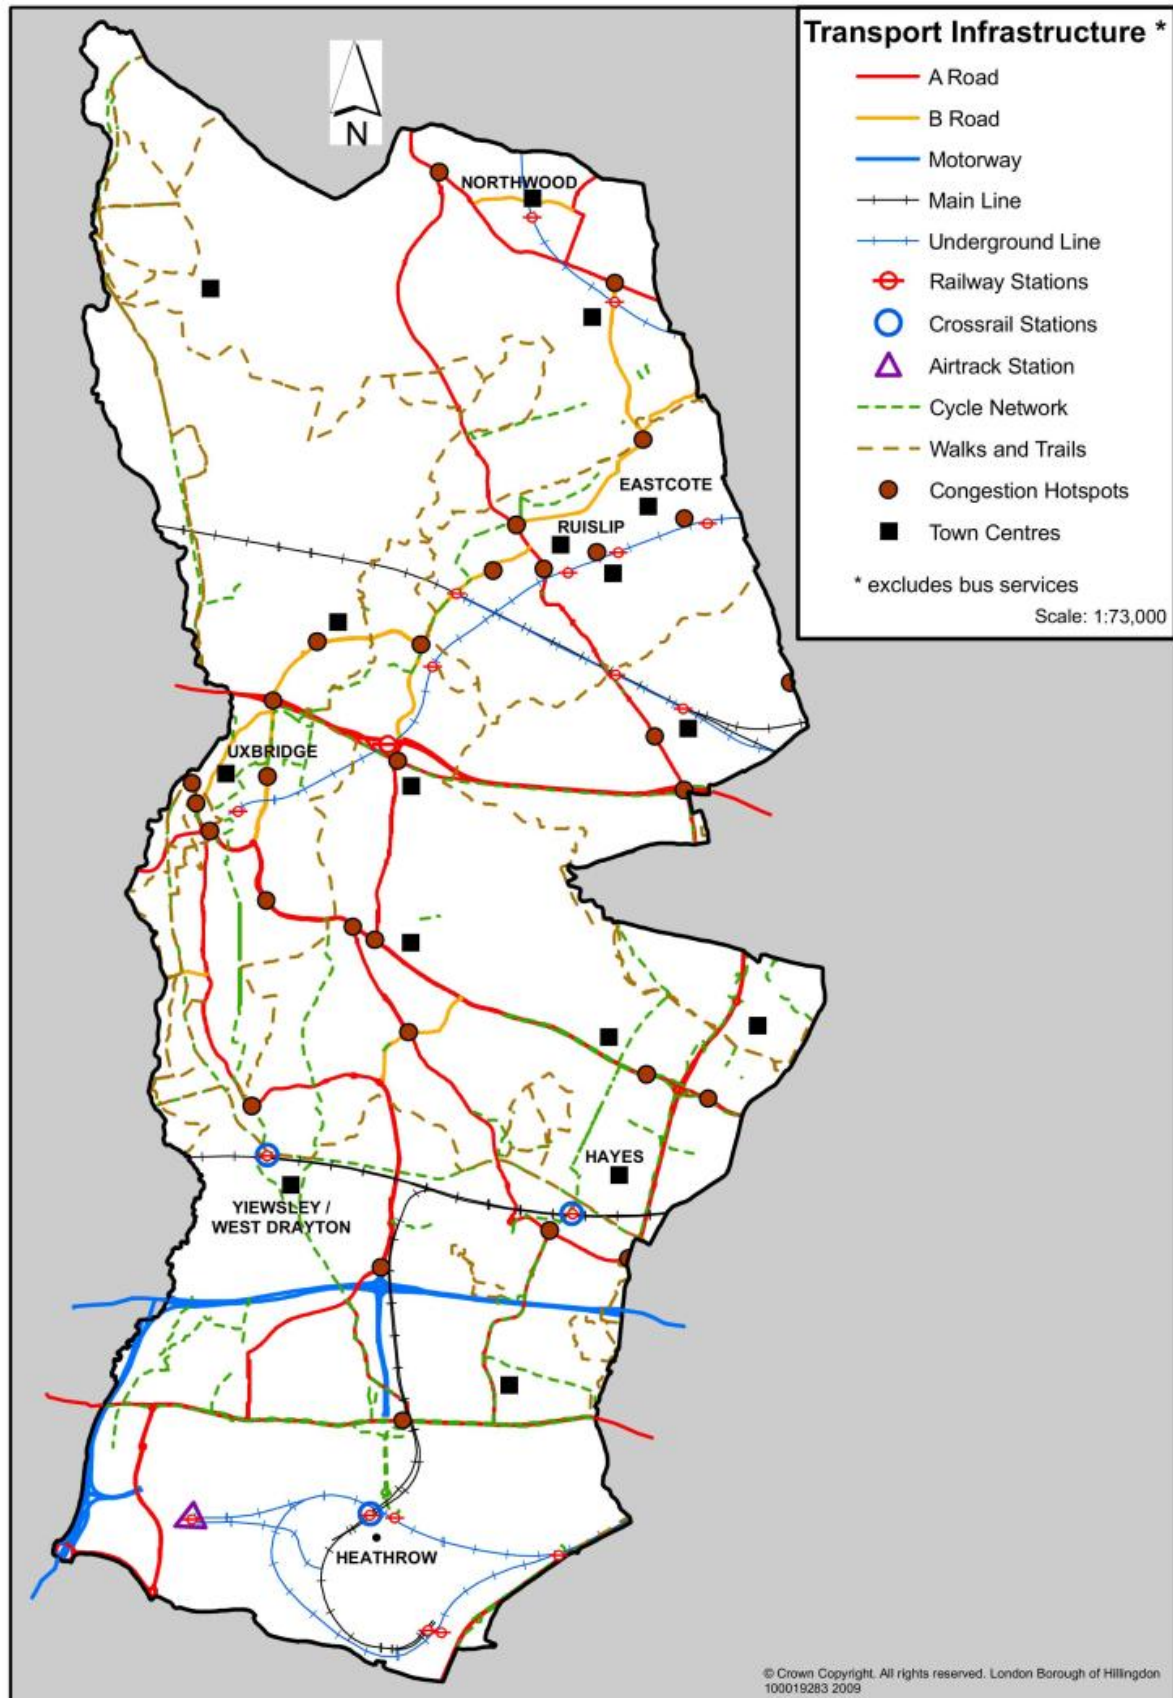 Transport Infrastructure *
A Road
B Road
Motorway
Main Line
Underground Line
Railway Stations
Crossrail Stations
Airtrack Station
Cycle Network
Walks and Trails
Congestion Hotspots
Town Centres
* excludes bus services
Scale: 1:73,000
N
NORTHWOOD
EASTCOTE
RUISLIP
UXBRIDGE
HAYES
YIEWSLEY /
WEST DRAYTON
HEATHROW
© Crown Copyright. All rights reserved. London Borough of Hillingdon
100019283 2009